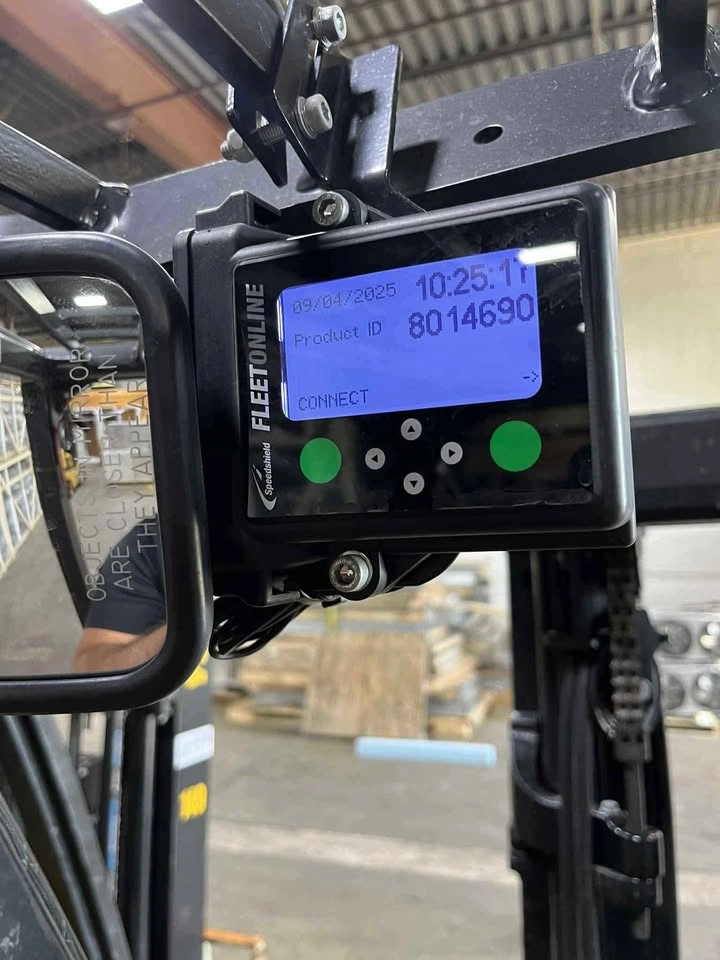 09/04/2025 10:25:17
Product ID 8014690
->
CONNECT
FLEETONLINE
Speedshield
OBJECTS IN MIRROR
ARE CLOSER THAN
THEY APPEAR